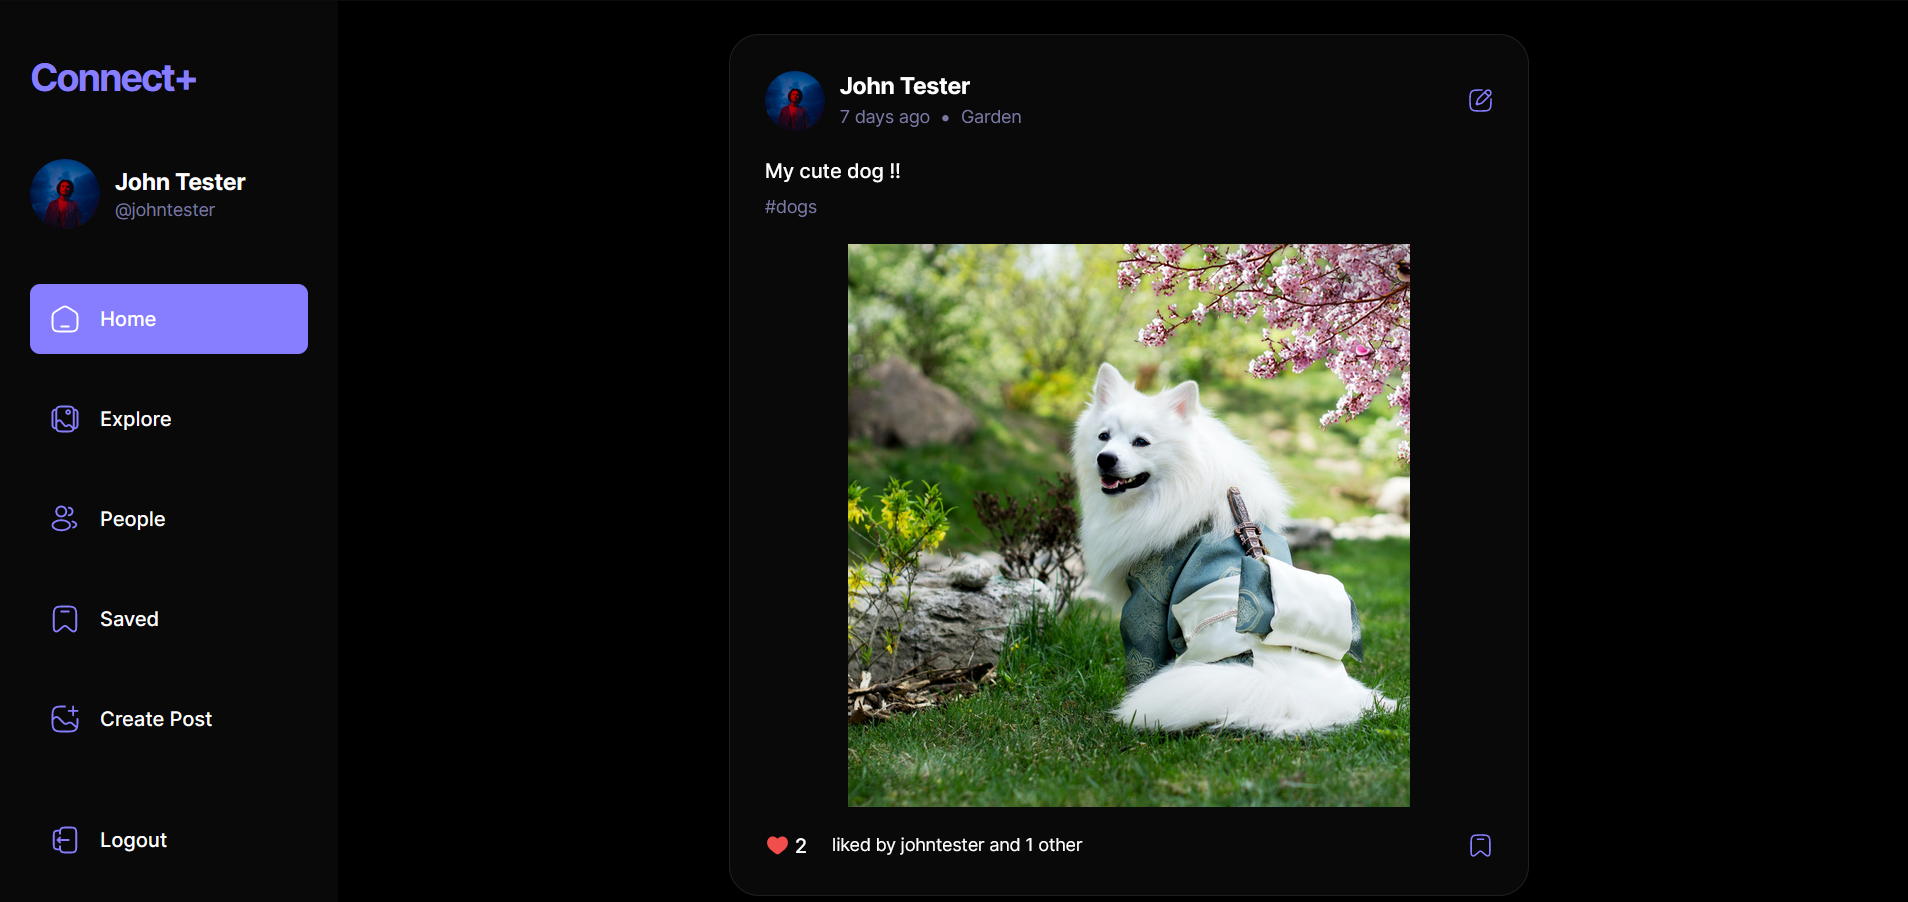 Connect+
John Tester
@johntester
Home
Explore
People
Saved
Create Post
Logout
John Tester
7 days ago • Garden
My cute dog !!
#dogs
2 liked by johntester and 1 other